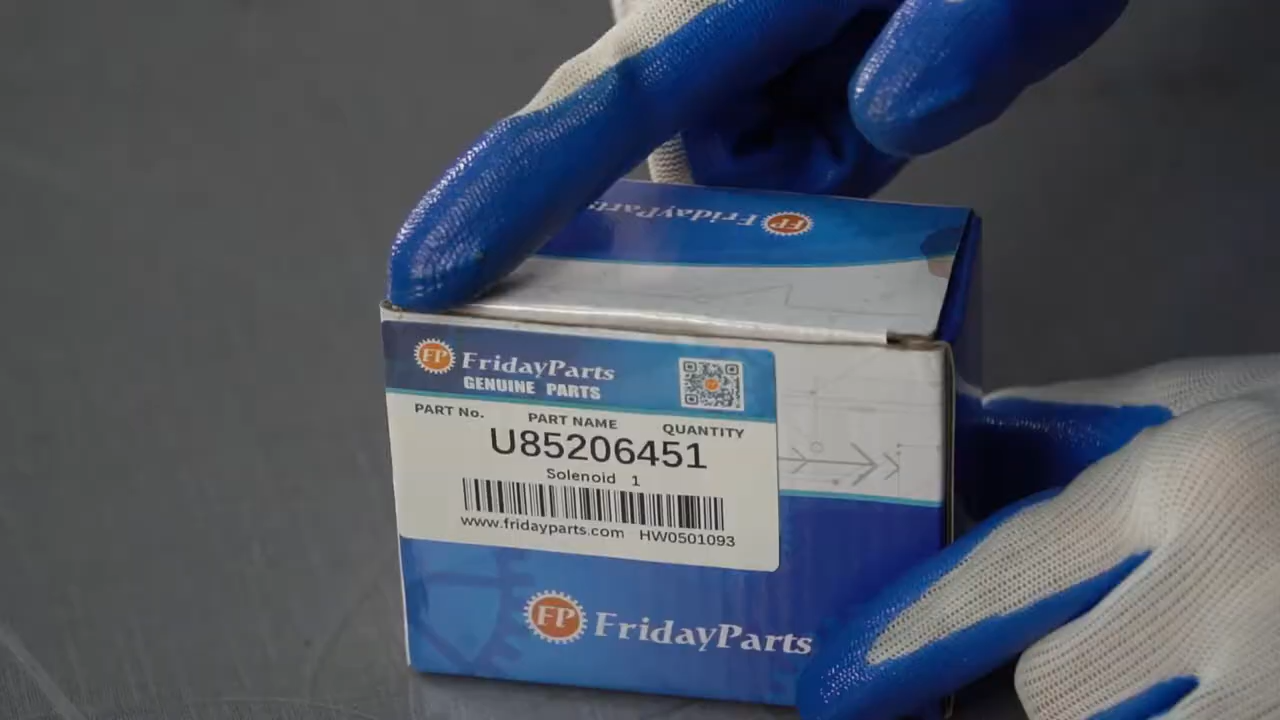 FridayParts FP
FP FridayParts
GENUINE PARTS
PART No. PART NAME QUANTITY
U85206451
Solenoid 1
www.fridayparts.com HW0501093
FP FridayParts